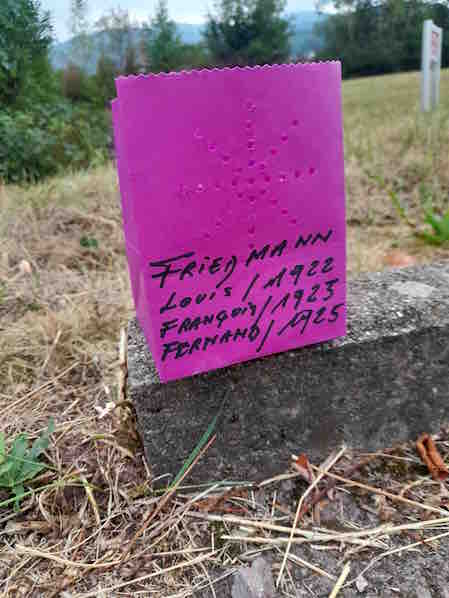 FRIEDMANN
LOUIS / 1922
FRANÇOIS / 1923
FERNAND / 1925